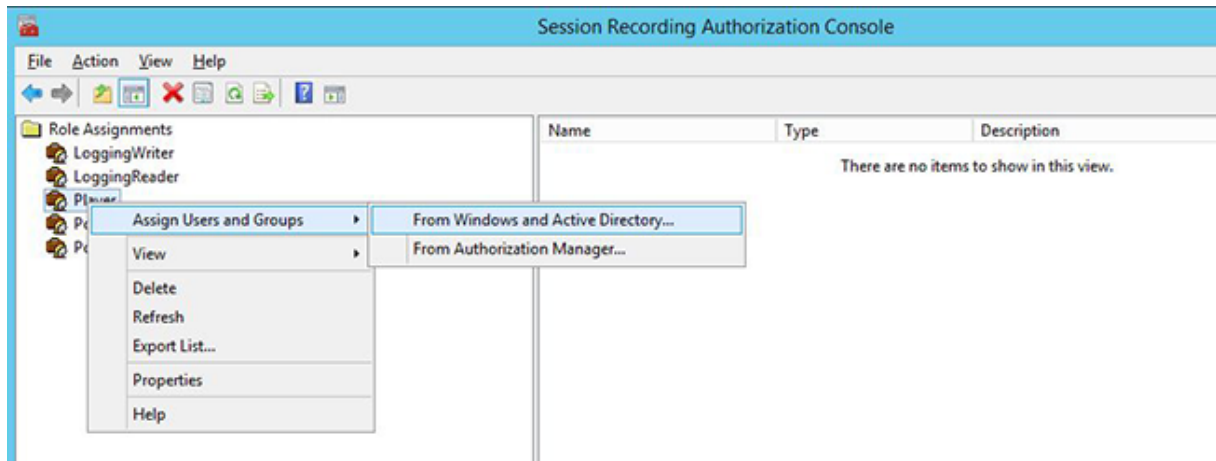 Session Recording Authorization Console
File Action View Help
Role Assignments
Name Type Description
LoggingWriter
There are no items to show in this view.
LoggingReader
Player
Assign Users and Groups
From Windows and Active Directory...
From Authorization Manager...
View
Delete
Refresh
Export List...
Properties
Help